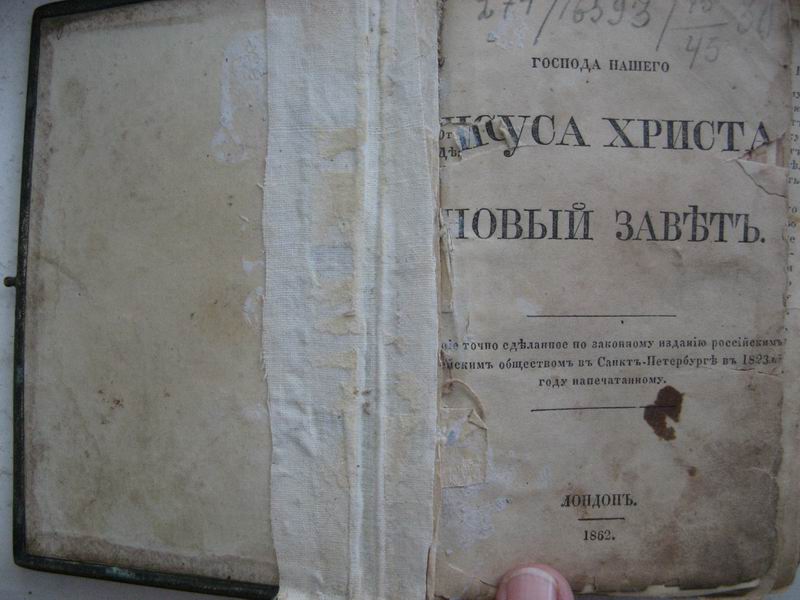 271/16593/
45
ГОСПОДА НАШЕГО
ИСУСА ХРИСТА
НОВЫЙ ЗАВѢТЪ.
точно сдѣланное по законному изданію россійскимъ
обществомъ въ Санктъ-Петербургѣ въ 1823
году напечатанному.
ЛОНДОНЪ.
1862.